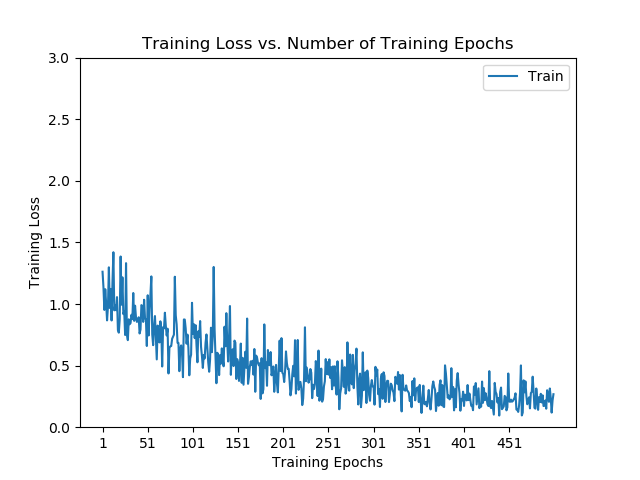 Training Loss vs. Number of Training Epochs
Train
3.0
2.5
2.0
1.5
1.0
0.5
0.0
Training Loss
1 51 101 151 201 251 301 351 401 451
Training Epochs